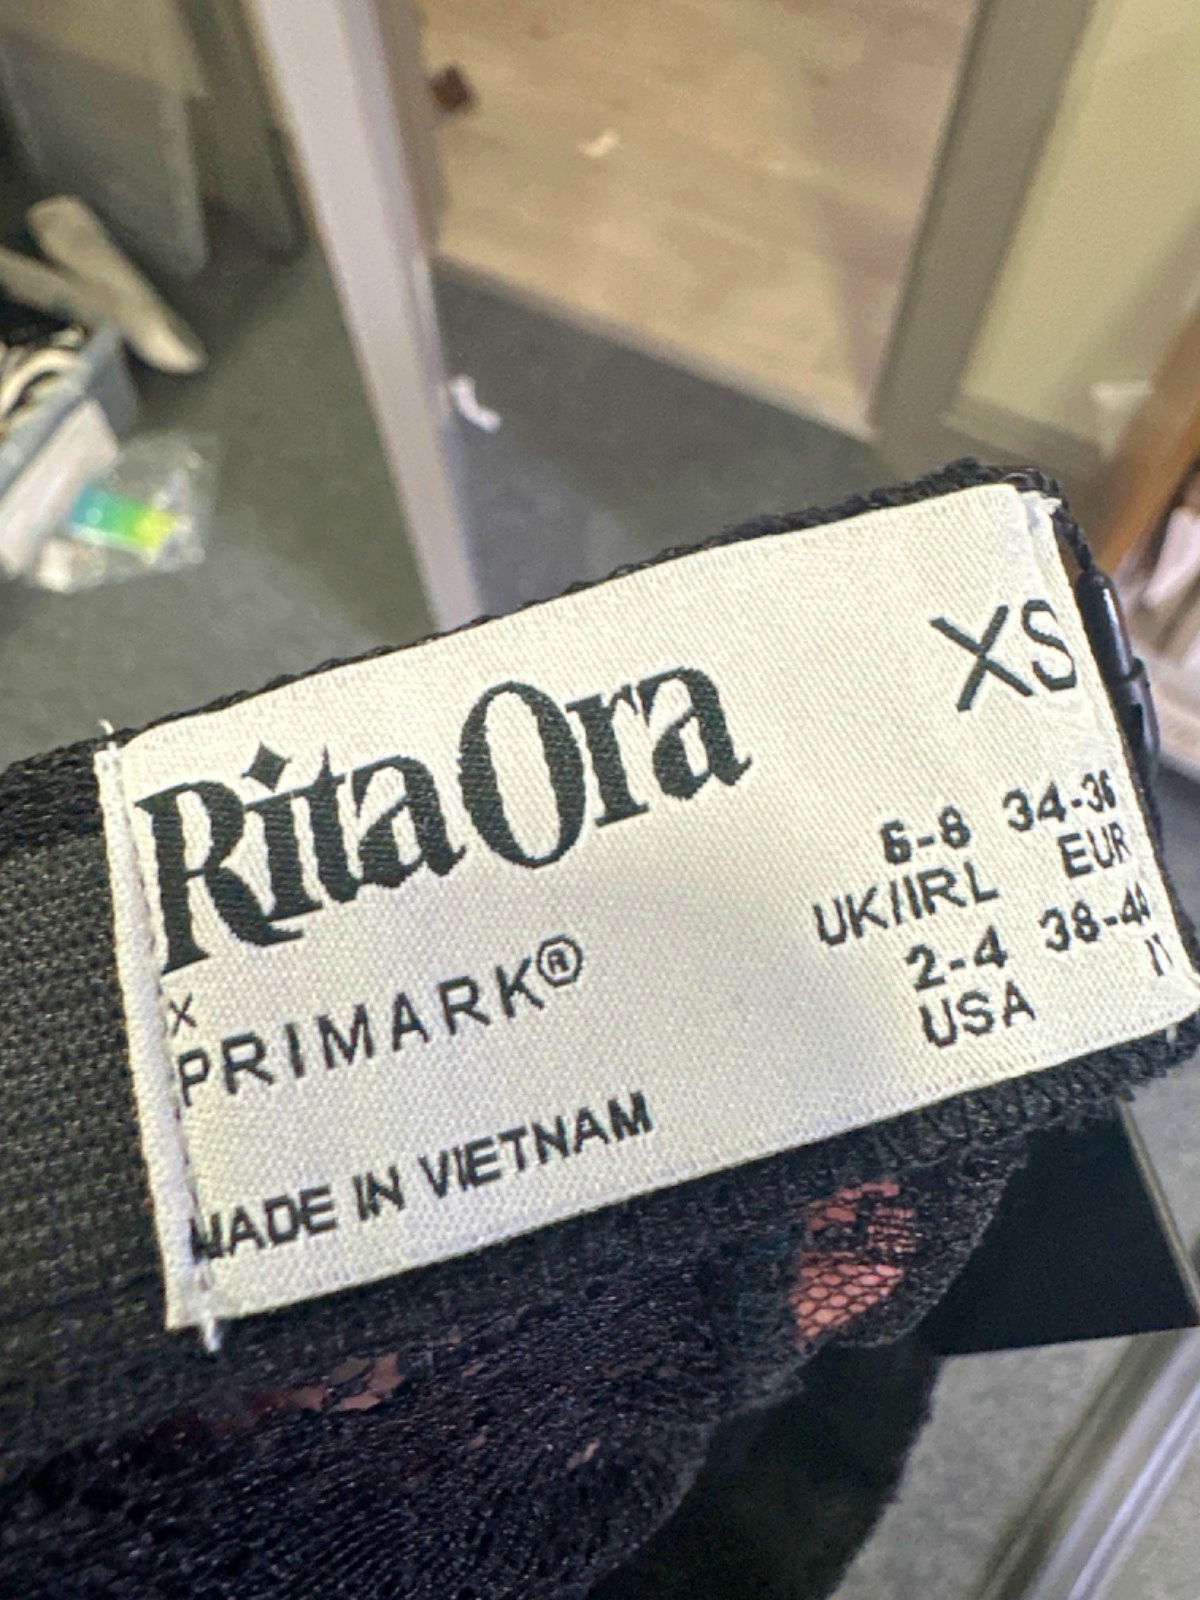 Rita Ora
x
PRIMARK®
MADE IN VIETNAM
XS
6-8 34-36
UK/IRL EUR
2-4 38-40
USA